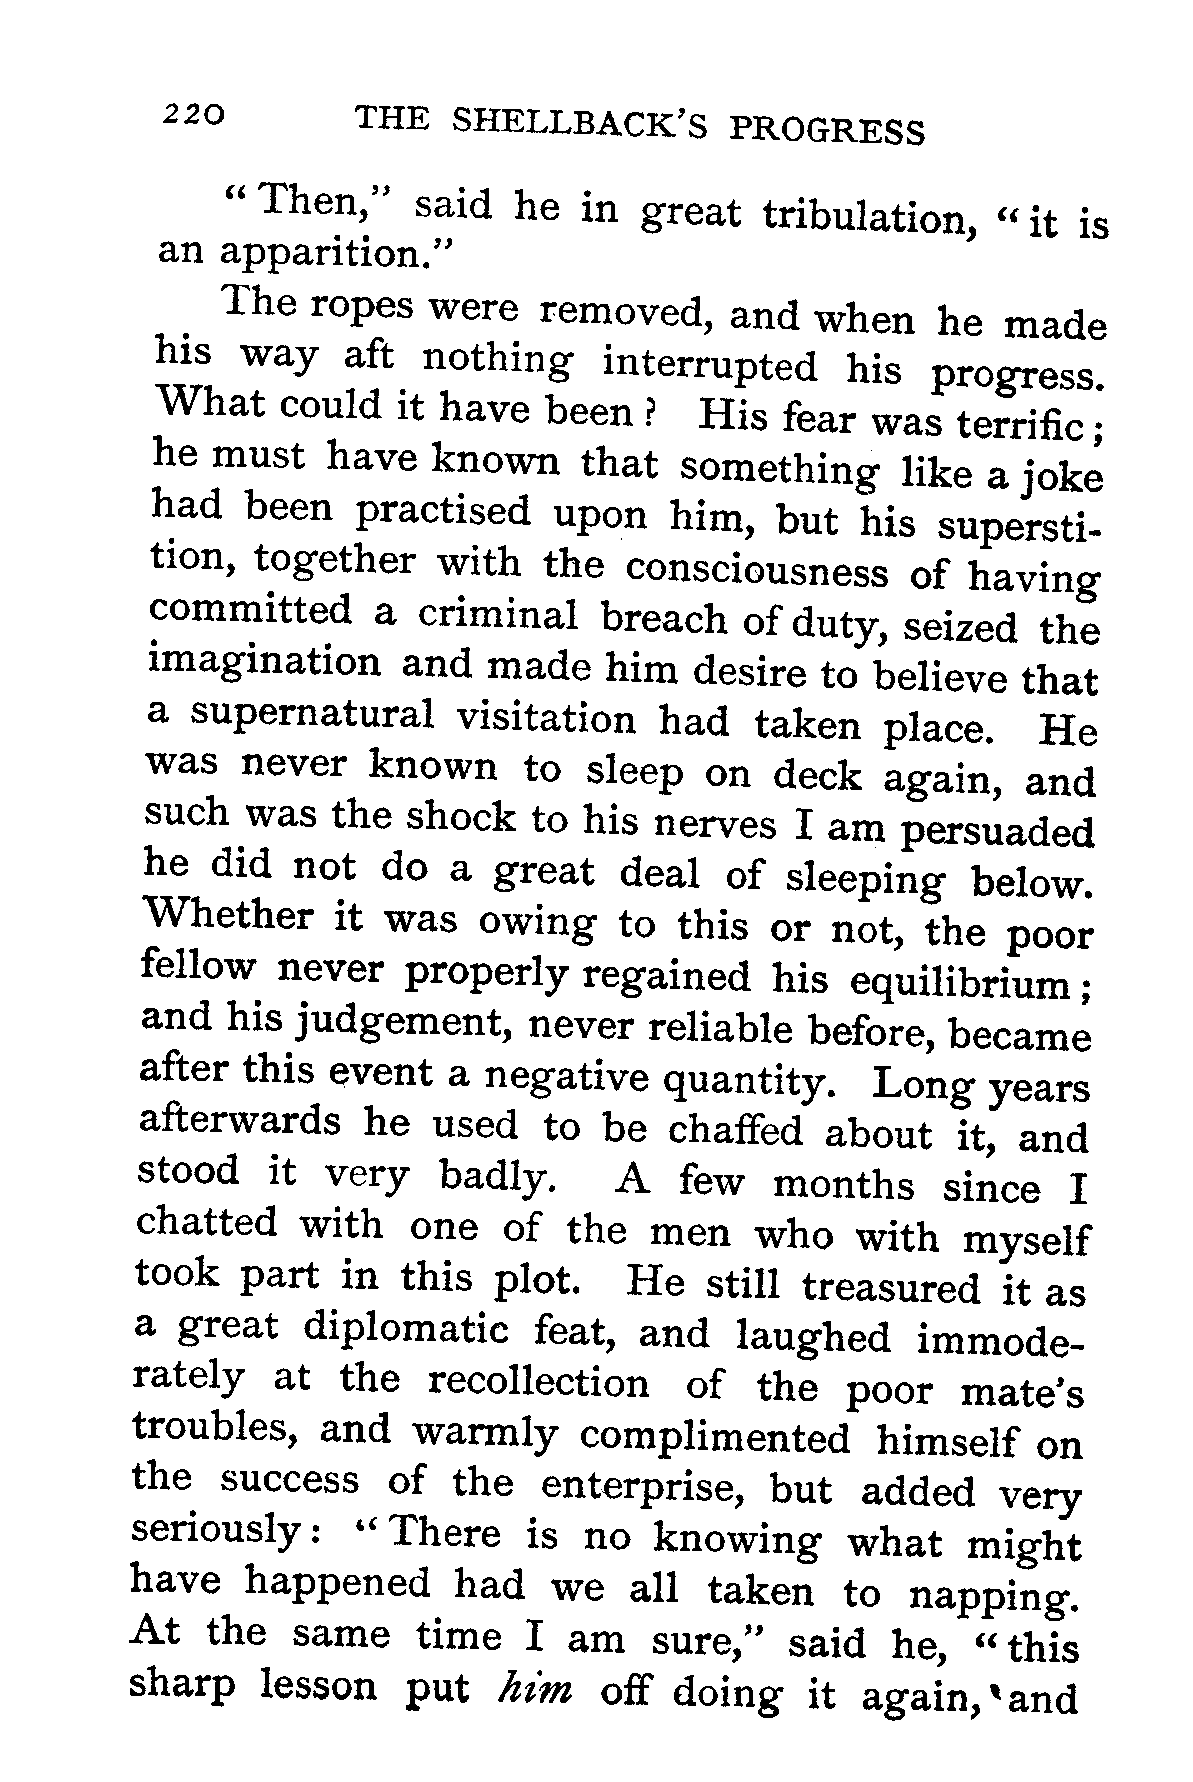 220 THE SHELLBACK'S PROGRESS
“ Then,” said he in great tribulation, “ it is
an apparition.”
The ropes were removed, and when he made
his way aft nothing interrupted his progress.
What could it have been ? His fear was terrific ;
he must have known that something like a joke
had been practised upon him, but his supersti-
tion, together with the consciousness of having
committed a criminal breach of duty, seized the
imagination and made him desire to believe that
a supernatural visitation had taken place. He
was never known to sleep on deck again, and
such was the shock to his nerves I am persuaded
he did not do a great deal of sleeping below.
Whether it was owing to this or not, the poor
fellow never properly regained his equilibrium ;
and his judgement, never reliable before, became
after this event a negative quantity. Long years
afterwards he used to be chaffed about it, and
stood it very badly. A few months since I
chatted with one of the men who with myself
took part in this plot. He still treasured it as
a great diplomatic feat, and laughed immode-
rately at the recollection of the poor mate's
troubles, and warmly complimented himself on
the success of the enterprise, but added very
seriously : “ There is no knowing what might
have happened had we all taken to napping.
At the same time I am sure,” said he, “ this
sharp lesson put him off doing it again, and